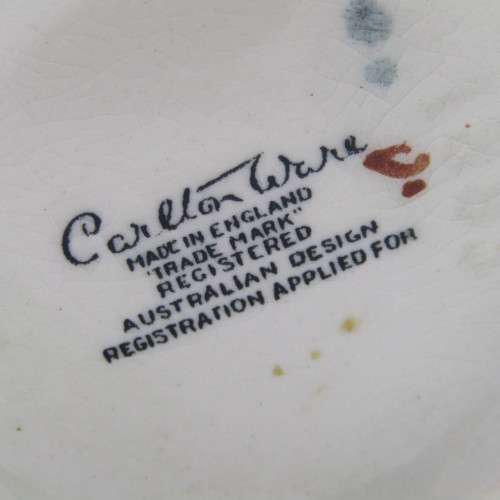 Carlton Ware
MADE IN ENGLAND
"TRADE MARK"
REGISTERED
AUSTRALIAN DESIGN
REGISTRATION APPLIED FOR